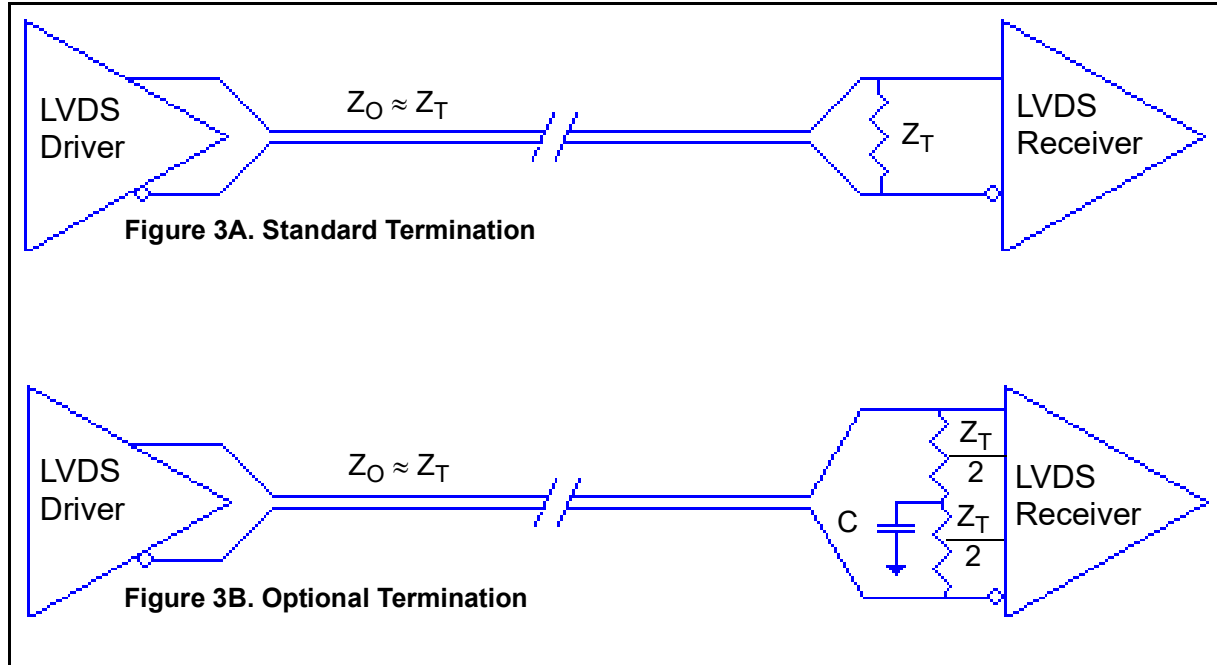 LVDS
Driver
Z_O ≈ Z_T
Z_T
LVDS
Receiver
Figure 3A. Standard Termination
LVDS
Driver
Z_O ≈ Z_T
C
Z_T
2
Z_T
2
LVDS
Receiver
Figure 3B. Optional Termination